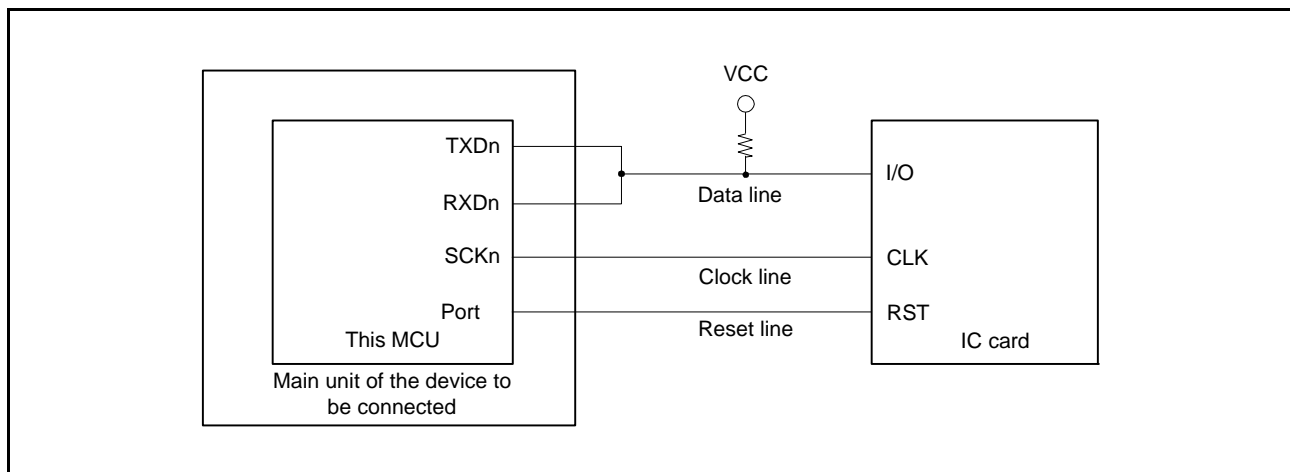 VCC
TXDn
I/O
Data line
RXDn
SCKn
CLK
Clock line
Port
RST
Reset line
This MCU
IC card
Main unit of the device to
be connected